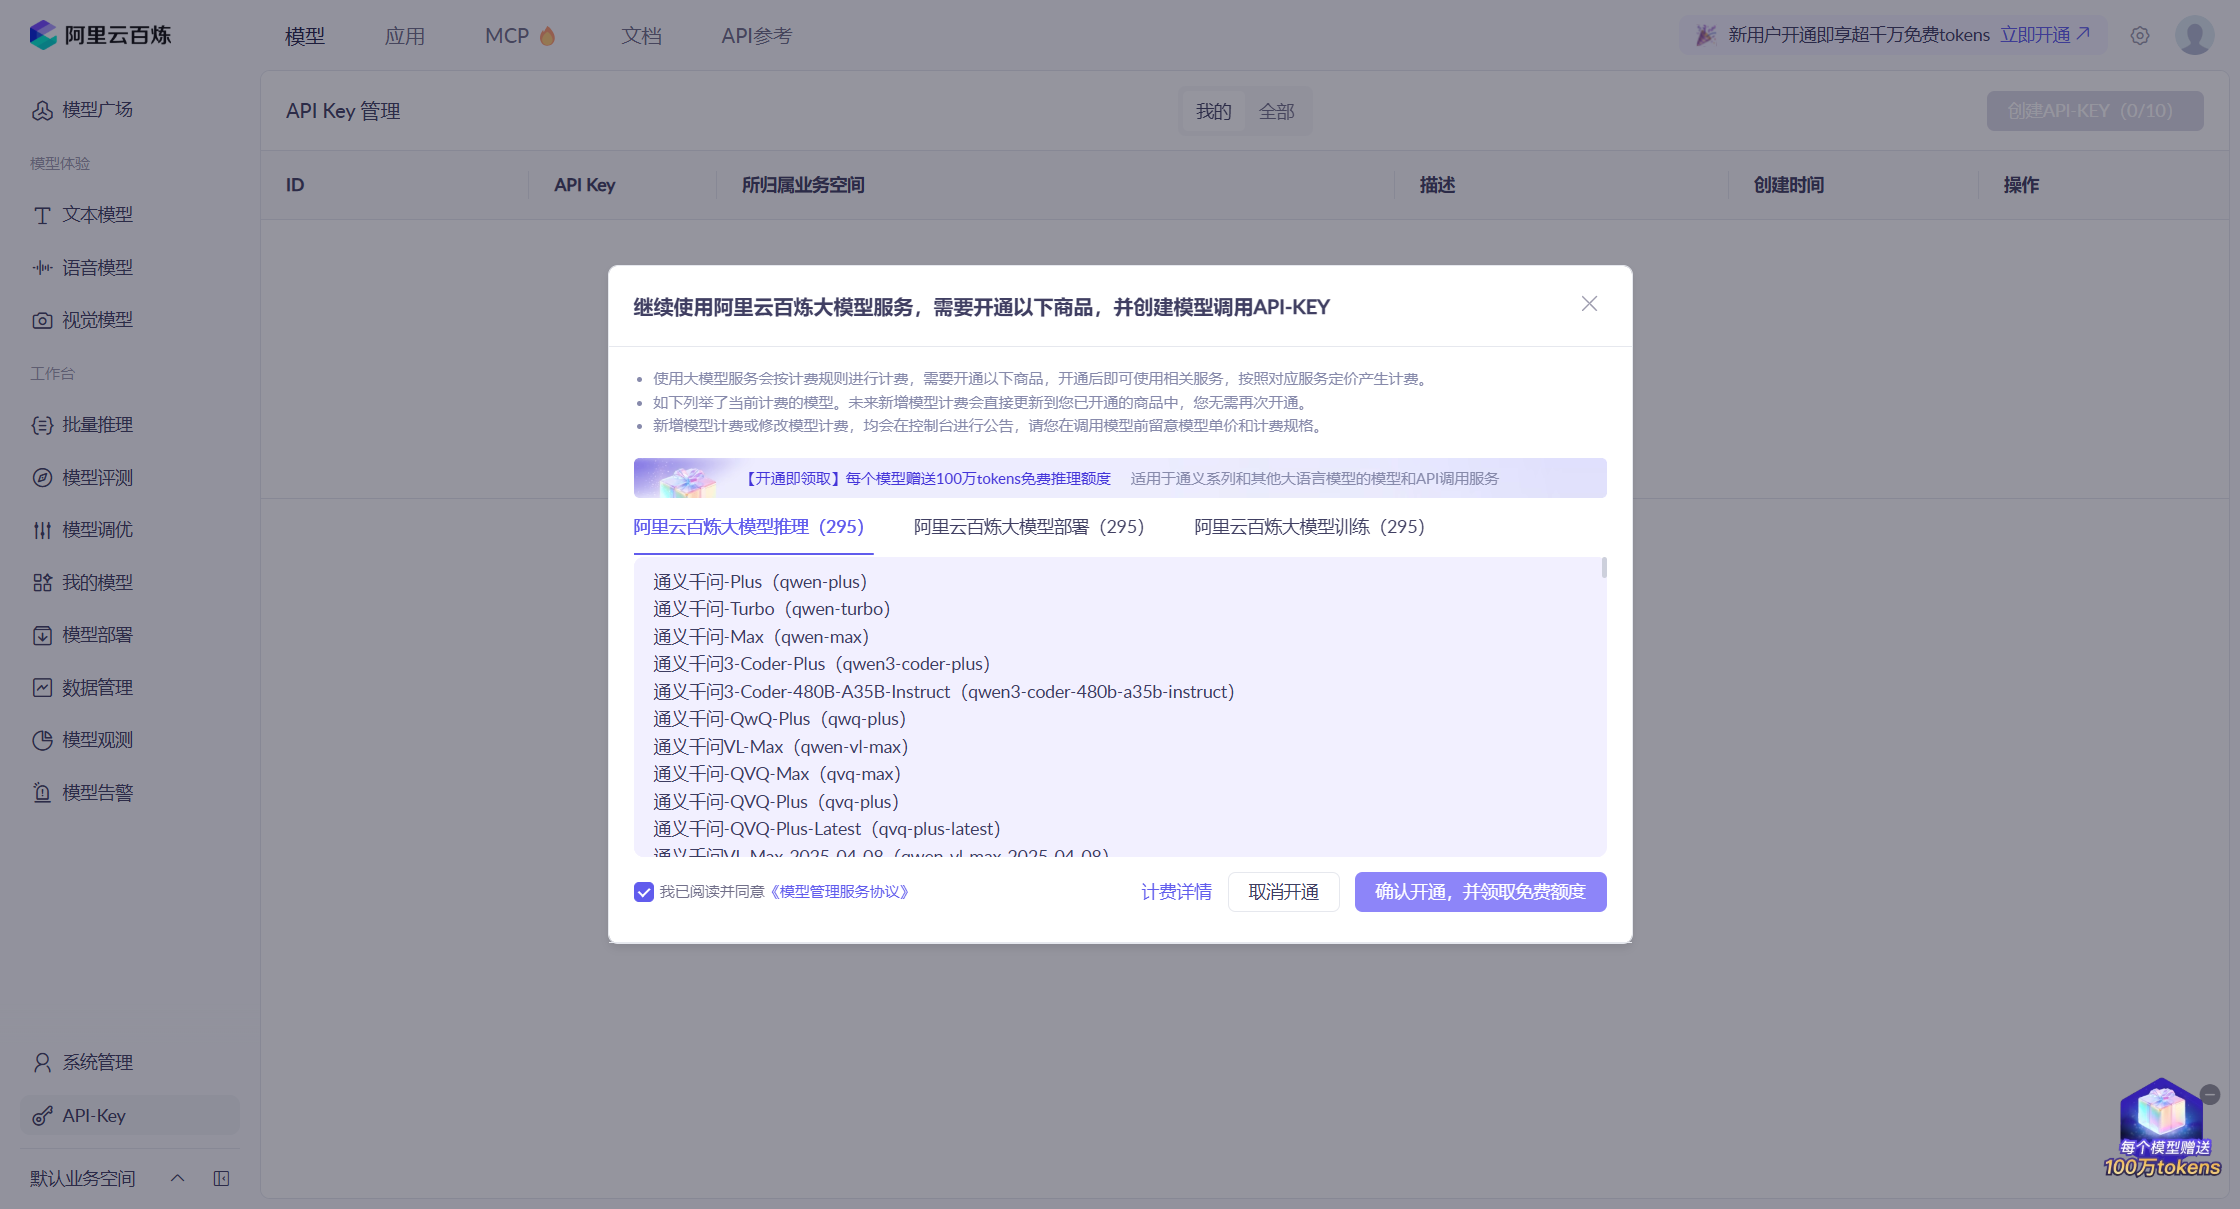 阿里云百炼
模型
应用
MCP
文档
API参考
新用户开通即享超千万免费tokens 立即开通
模型广场
模型体验
文本模型
语音模型
视觉模型
工作台
批量推理
模型评测
模型调优
我的模型
模型部署
数据管理
模型观测
模型告警
系统管理
API-Key
默认业务空间
API Key 管理
我的
全部
创建API-KEY（0/10）
ID
API Key
所归属业务空间
描述
创建时间
操作
继续使用阿里云百炼大模型服务，需要开通以下商品，并创建模型调用API-KEY
使用大模型服务会按计费规则进行计费，需要开通以下商品，开通后即可使用相关服务，按照对应服务定价产生计费。
如下列举了当前计费的模型。未来新增模型计费会直接更新到您已开通的商品中，您无需再次开通。
新增模型计费或修改模型计费，均会在控制台进行公告，请您在调用模型前留意模型单价和计费规格。
【开通即领取】每个模型赠送100万tokens免费推理额度 适用于通义系列和其他大语言模型的模型和API调用服务
阿里云百炼大模型推理（295）
阿里云百炼大模型部署（295）
阿里云百炼大模型训练（295）
通义千问-Plus（qwen-plus）
通义千问-Turbo（qwen-turbo）
通义千问-Max（qwen-max）
通义千问3-Coder-Plus（qwen3-coder-plus）
通义千问3-Coder-480B-A35B-Instruct（qwen3-coder-480b-a35b-instruct）
通义千问-QwQ-Plus（qwq-plus）
通义千问VL-Max（qwen-vl-max）
通义千问-QVQ-Max（qvq-max）
通义千问-QVQ-Plus（qvq-plus）
通义千问-QVQ-Plus-Latest（qvq-plus-latest）
通义千问VL-Max-2025-04-08（qwen-vl-max-2025-04-08）
我已阅读并同意《模型管理服务协议》
计费详情
取消开通
确认开通，并领取免费额度
每个模型赠送
100万tokens